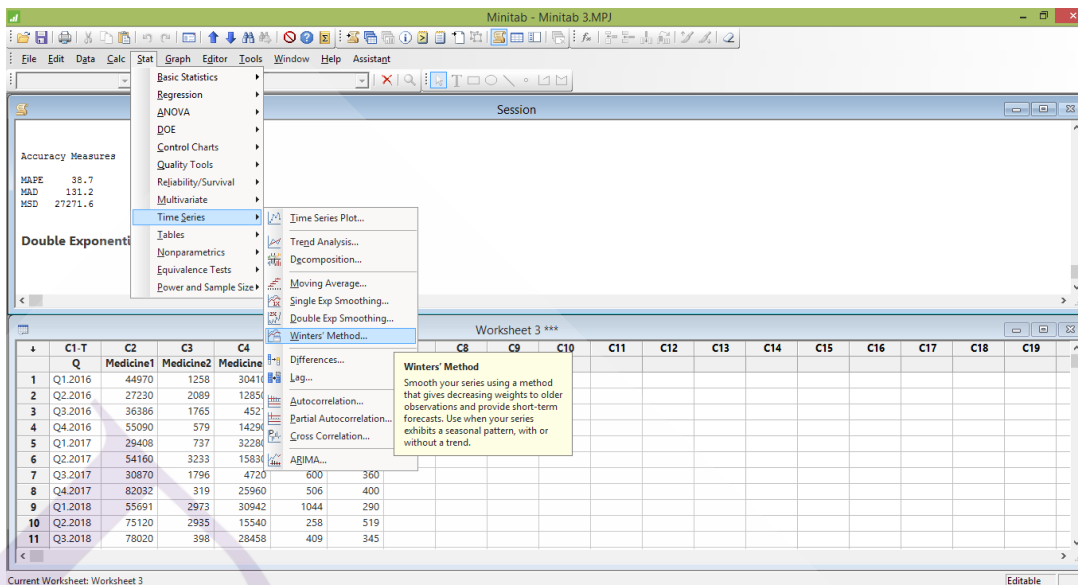 Minitab - Minitab 3.MPJ
File Edit Data Calc Stat Graph Editor Tools Window Help Assistant
Basic Statistics
Regression
ANOVA
DOE
Control Charts
Quality Tools
Reliability/Survival
Multivariate
Time Series
Tables
Nonparametrics
Equivalence Tests
Power and Sample Size
Time Series Plot...
Trend Analysis...
Decomposition...
Moving Average...
Single Exp Smoothing...
Double Exp Smoothing...
Winters' Method...
Differences...
Lag...
Autocorrelation...
Partial Autocorrelation...
Cross Correlation...
ARIMA...
Winters' Method
Smooth your series using a method
that gives decreasing weights to older
observations and provide short-term
forecasts. Use when your series
exhibits a seasonal pattern, with or
without a trend.
Session
Accuracy Measures
MAPE 38.7
MAD 131.2
MSD 27271.6
Double Exponenti
Worksheet 3 ***
C1-T C2 C3 C4 C8 C9 C10 C11 C12 C13 C14 C15 C16 C17 C18 C19
Q Medicine1 Medicine2 Medicine
1 Q1.2016 44970 1258 30410
2 Q2.2016 27230 2089 12850
3 Q3.2016 36386 1765 452
4 Q4.2016 55090 579 14290
5 Q1.2017 29408 737 32280
6 Q2.2017 54160 3233 15830
7 Q3.2017 30870 1796 4720 600 360
8 Q4.2017 82032 319 25960 506 400
9 Q1.2018 55691 2973 30942 1044 290
10 Q2.2018 75120 2935 15540 258 519
11 Q3.2018 78020 398 28458 409 345
Current Worksheet: Worksheet 3
Editable